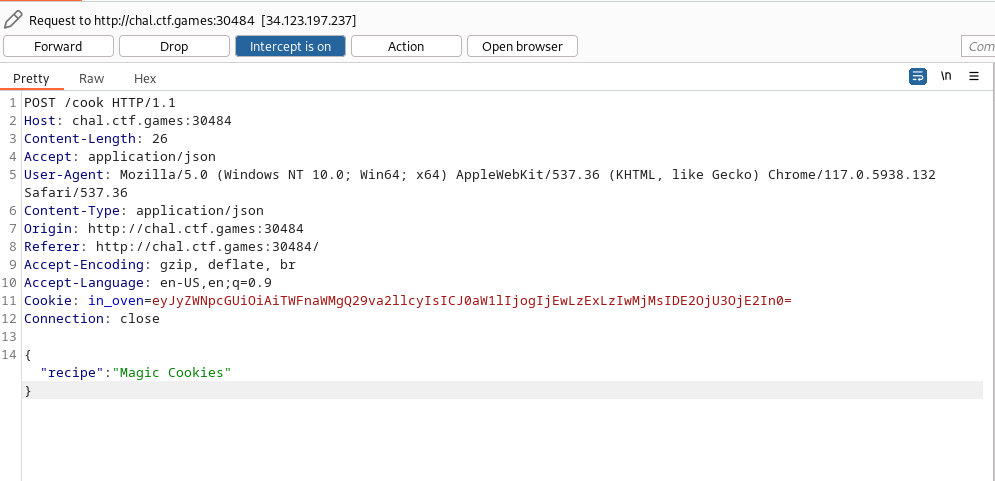 Request to http://chal.ctf.games:30484 [34.123.197.237]
Forward Drop Intercept is on Action Open browser Com
Pretty Raw Hex \n
1 POST /cook HTTP/1.1
2 Host: chal.ctf.games:30484
3 Content-Length: 26
4 Accept: application/json
5 User-Agent: Mozilla/5.0 (Windows NT 10.0; Win64; x64) AppleWebKit/537.36 (KHTML, like Gecko) Chrome/117.0.5938.132
Safari/537.36
6 Content-Type: application/json
7 Origin: http://chal.ctf.games:30484
8 Referer: http://chal.ctf.games:30484/
9 Accept-Encoding: gzip, deflate, br
10 Accept-Language: en-US,en;q=0.9
11 Cookie: in_oven=eyJyZWNpcGUiOiAiTWFnaWMgQ29va2llcyIsICJ0aW1lIjogIjEwLzExLzIwMjMsIDE2OjU3OjE2In0=
12 Connection: close
13
14 {
"recipe":"Magic Cookies"
}